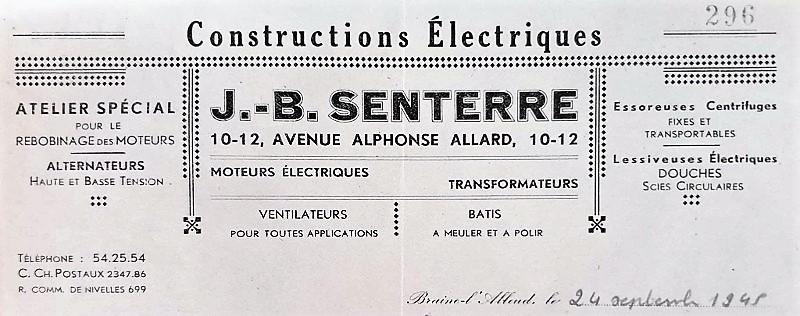 296
Constructions Électriques
ATELIER SPÉCIAL
POUR LE
REBOBINAGE DES MOTEURS
ALTERNATEURS
HAUTE ET BASSE TENSION.
J.-B. SENTERRE
10-12, AVENUE ALPHONSE ALLARD, 10-12
MOTEURS ÉLECTRIQUES
TRANSFORMATEURS
VENTILATEURS
POUR TOUTES APPLICATIONS
BATIS
A MEULER ET A POLIR
Essoreuses Centrifuges
FIXES ET
TRANSPORTABLES
Lessiveuses Électriques
DOUCHES
SCIES CIRCULAIRES
TÉLÉPHONE : 54.25.54
C. CH. POSTAUX 2347.86
R. COMM. DE NIVELLES 699
Braine-l'Alleud, le 24 septembre 1945